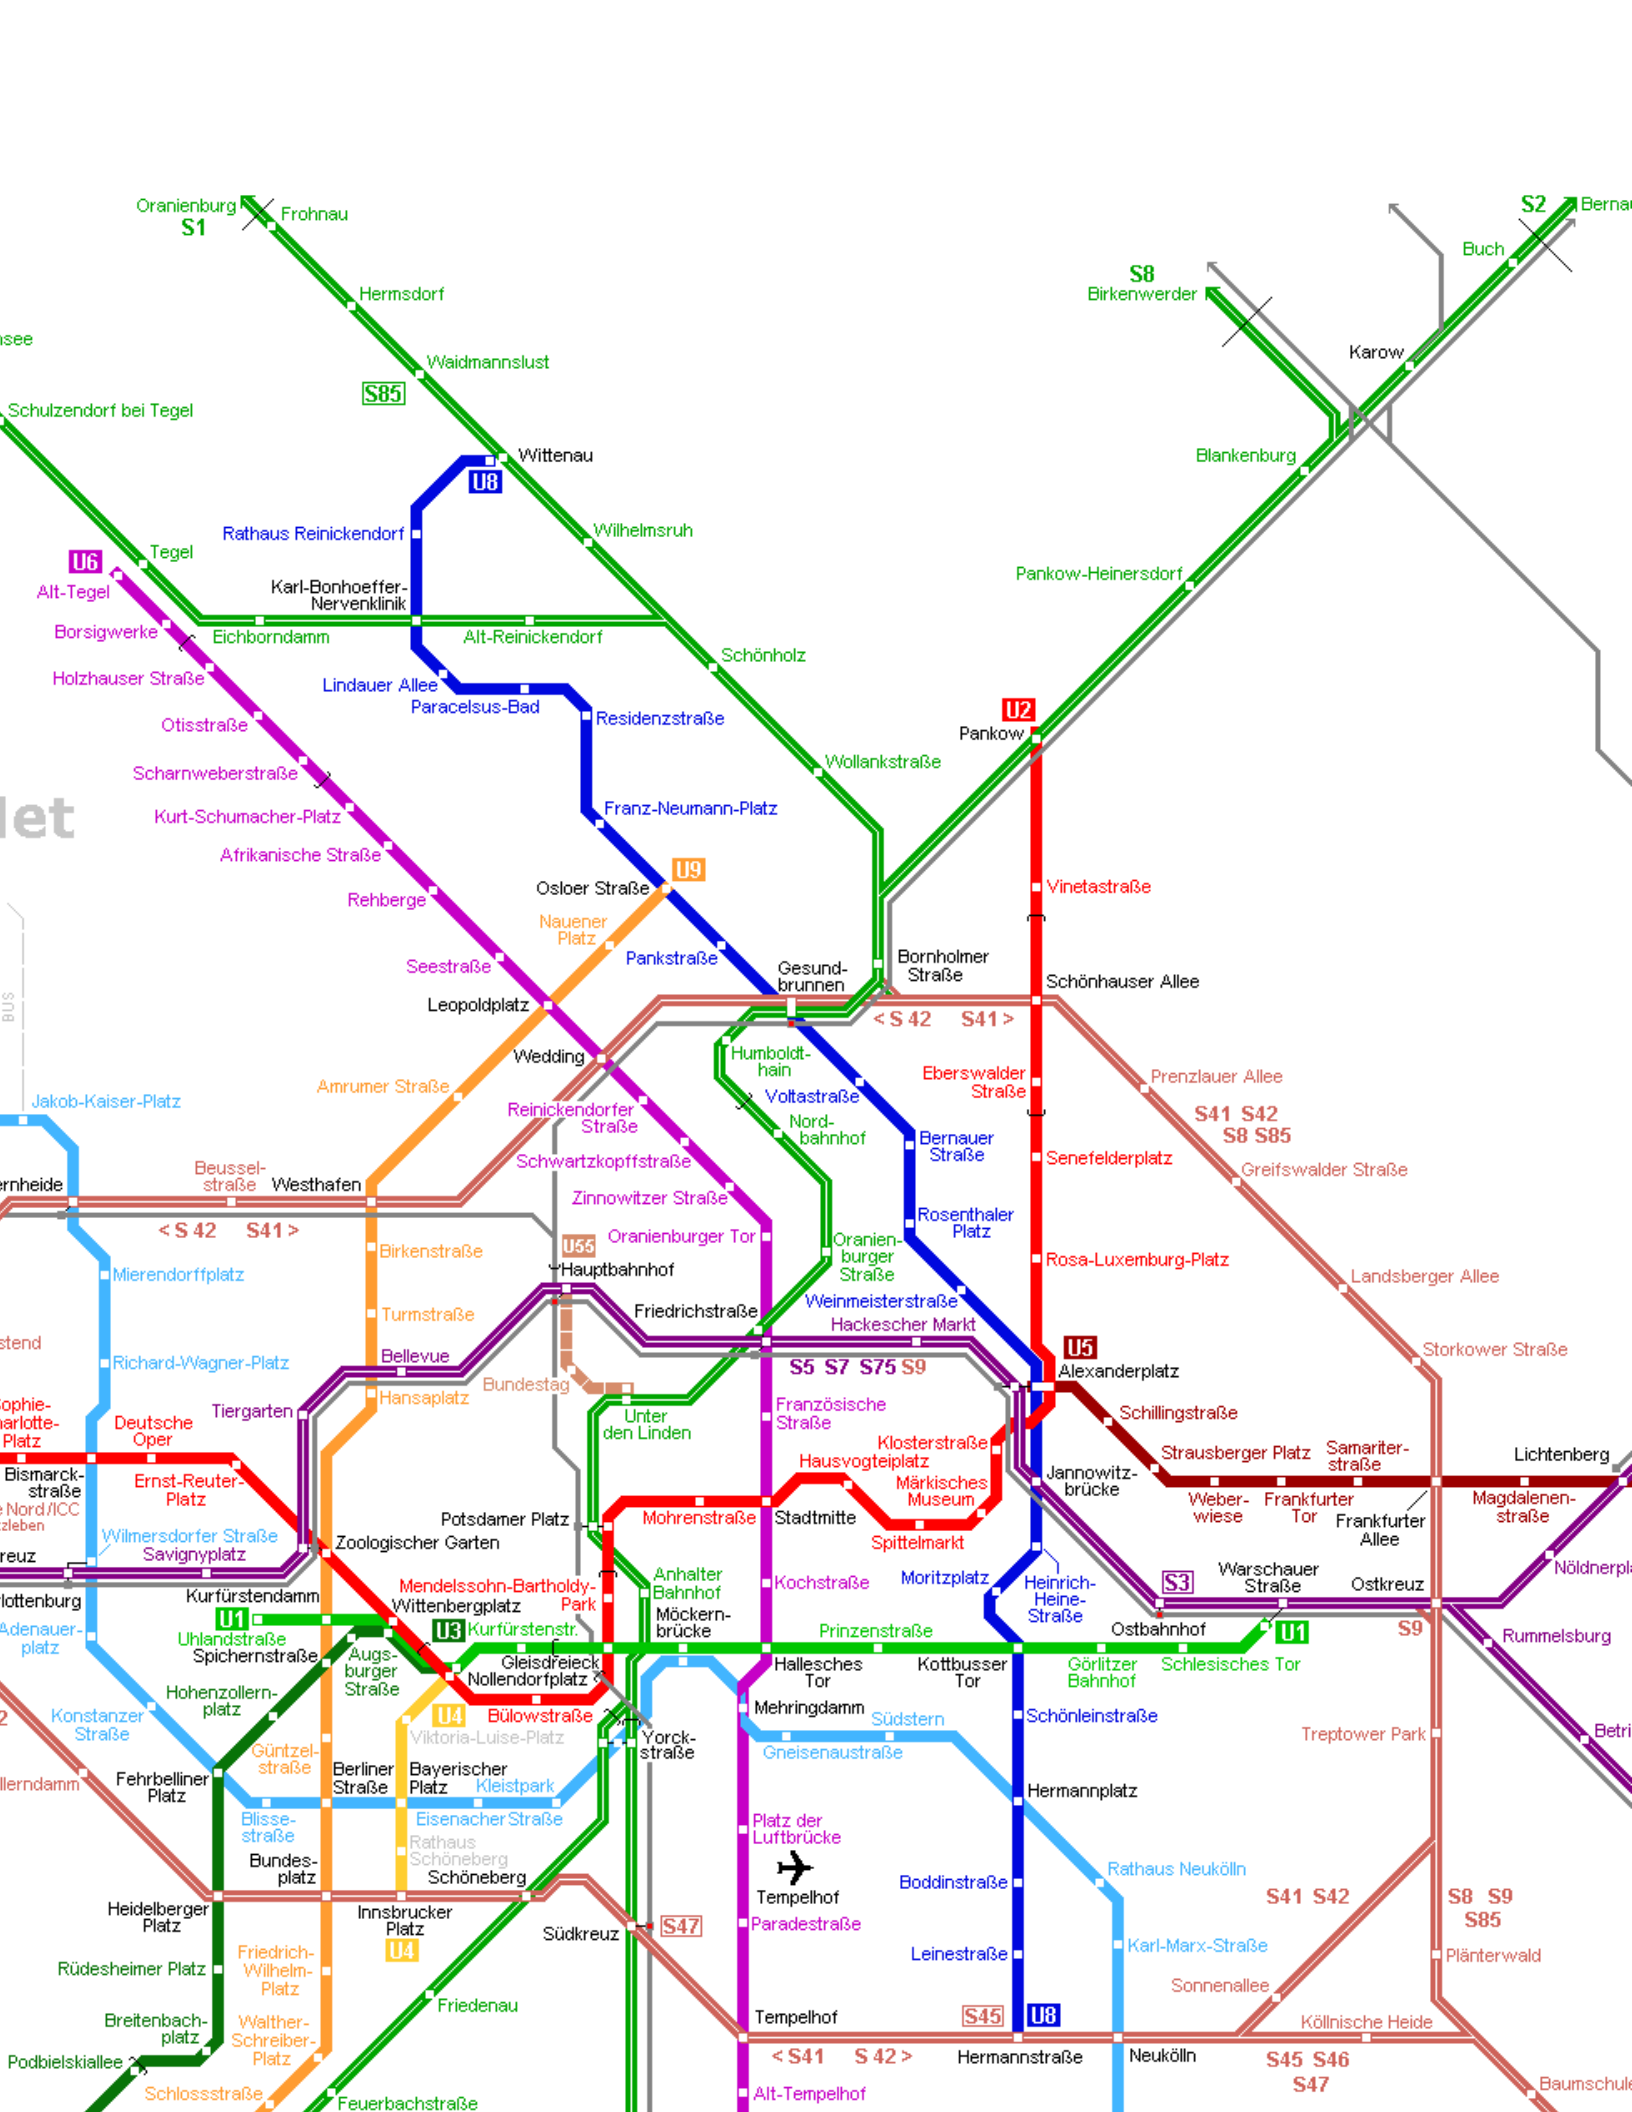 Oranienburg
S1
Frohnau
S2
Bernau
Buch
S8
Birkenwerder
Hermsdorf
Karow
Waidmannslust
S85
Schulzendorf bei Tegel
Wittenau
U8
Blankenburg
Rathaus Reinickendorf
Wilhelmsruh
Tegel
U6
Alt-Tegel
Karl-Bonhoeffer-
Nervenklinik
Pankow-Heinersdorf
Borsigwerke
Eichborndamm
Alt-Reinickendorf
Schönholz
Holzhauser Straße
Lindauer Allee
Paracelsus-Bad
Residenzstraße
Otisstraße
U2
Pankow
Wollankstraße
Scharnweberstraße
Franz-Neumann-Platz
Kurt-Schumacher-Platz
Afrikanische Straße
U9
Osloer Straße
Vinetastraße
Rehberge
Nauener
Platz
Pankstraße
Seestraße
Gesund-
brunnen
Bornholmer
Straße
Schönhauser Allee
Leopoldplatz
< S 42
S41 >
BUS
Wedding
Humboldt-
hain
Eberswalder
Straße
Prenzlauer Allee
Amrumer Straße
Voltastraße
Jakob-Kaiser-Platz
Reinickendorfer
Straße
Nord-
bahnhof
S41 S42
S8 S85
Bernauer
Straße
Schwartzkopffstraße
Senefelderplatz
Greifswalder Straße
Beussel-
straße
Westhafen
Zinnowitzer Straße
Rosenthaler
Platz
< S 42
S41 >
Oranienburger Tor
U55
Birkenstraße
Oranien-
burger
Straße
Rosa-Luxemburg-Platz
Hauptbahnhof
Mierendorffplatz
Landsberger Allee
Weinmeisterstraße
Friedrichstraße
Turmstraße
Hackescher Markt
U5
Storkower Straße
Bellevue
Richard-Wagner-Platz
S5 S7 S75 S9
Alexanderplatz
Bundestag
Hansaplatz
Tiergarten
Französische
Straße
Schillingstraße
Unter
den Linden
Deutsche
Oper
Platz
Klosterstraße
Strausberger Platz
Samariter-
straße
Lichtenberg
Hausvogteiplatz
Bismarck-
straße
Ernst-Reuter-
Platz
Märkisches
Museum
Jannowitz-
brücke
Weber-
wiese
Frankfurter
Tor
Magdalenen-
straße
Nord/ICC
Potsdamer Platz
Mohrenstraße
Stadtmitte
Frankfurter
Allee
Wilmersdorfer Straße
Spittelmarkt
Zoologischer Garten
Savignyplatz
Kochstraße
Moritzplatz
Heinrich-
Heine-
Straße
Warschauer
Straße
S3
Ostkreuz
Kurfürstendamm
Mendelssohn-Bartholdy-
Park
Anhalter
Bahnhof
Wittenbergplatz
Möckern-
brücke
U1
Uhlandstraße
U3
Kurfürstenstr.
Prinzenstraße
Ostbahnhof
U1
S9
Rummelsburg
Adenauer-
platz
Spichernstraße
Augs-
burger
Straße
Gleisdreieck
Nollendorfplatz
Hallesches
Tor
Kottbusser
Tor
Görlitzer
Bahnhof
Schlesisches Tor
Hohenzollern-
platz
Konstanzer
Straße
U4
Bülowstraße
Mehringdamm
Südstern
Schönleinstraße
Viktoria-Luise-Platz
Yorck-
straße
Gneisenaustraße
Treptower Park
Güntzel-
straße
Fehrbelliner
Platz
Berliner
Straße
Bayerischer
Platz
Kleistpark
Hermannplatz
Blisse-
straße
Eisenacher Straße
Platz der
Luftbrücke
Rathaus
Schöneberg
Bundes-
platz
Schöneberg
Tempelhof
Boddinstraße
Rathaus Neukölln
S41 S42
S8 S9
S85
Heidelberger
Platz
Innsbrucker
Platz
U4
Südkreuz
S47
Paradestraße
Leinestraße
Karl-Marx-Straße
Plänterwald
Rüdesheimer Platz
Friedrich-
Wilhelm-
Platz
Friedenau
Sonnenallee
Breitenbach-
platz
Walther-
Schreiber-
Platz
Tempelhof
S45
U8
Köllnische Heide
Podbielskiallee
< S41
S 42 >
Hermannstraße
Neukölln
S45 S46
S47
Schlossstraße
Feuerbachstraße
Alt-Tempelhof